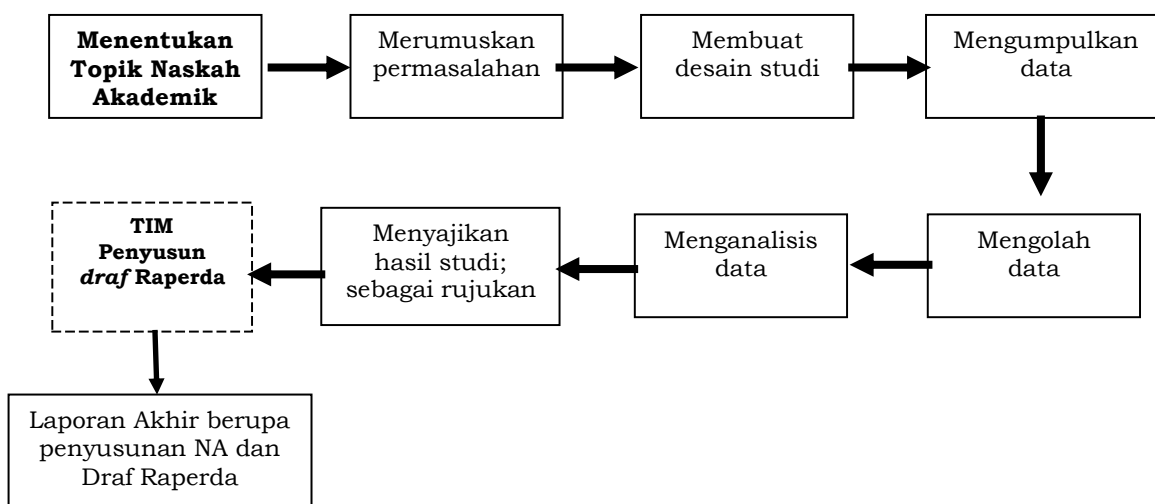 Menentukan
Topik Naskah
Akademik
Merumuskan
permasalahan
Membuat
desain studi
Mengumpulkan
data
Mengolah
data
Menganalisis
data
Menyajikan
hasil studi;
sebagai rujukan
TIM
Penyusun
draf Raperda
Laporan Akhir berupa
penyusunan NA dan
Draf Raperda